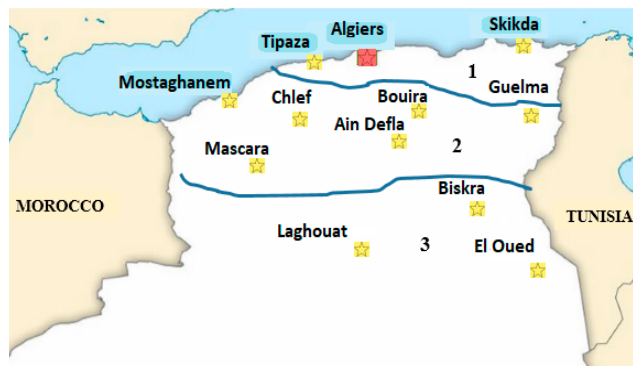 Skikda
Algiers
Tipaza
1
Mostaghanem
Guelma
Chlef
Bouira
Ain Defla
2
Mascara
Biskra
MOROCCO
TUNISIA
Laghouat
3
El Oued